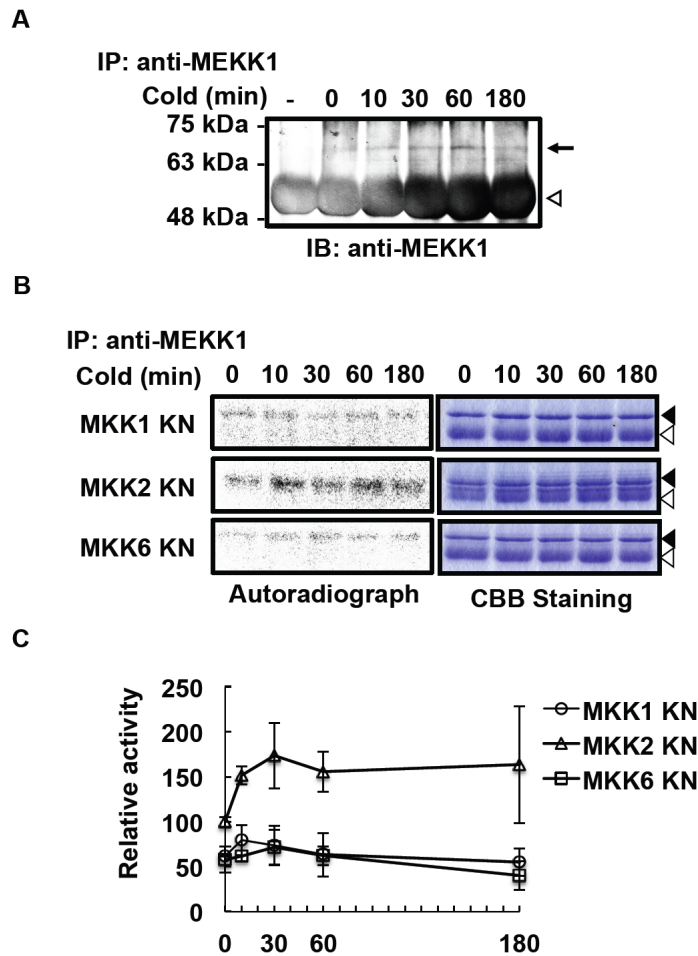 A
IP: anti-MEKK1
Cold (min) - 0 10 30 60 180
75 kDa
63 kDa
48 kDa
IB: anti-MEKK1
B
IP: anti-MEKK1
Cold (min) 0 10 30 60 180 0 10 30 60 180
MKK1 KN
MKK2 KN
MKK6 KN
Autoradiograph CBB Staining
C
Relative activity
250
200
150
100
50
0
0 30 60 180
MKK1 KN
MKK2 KN
MKK6 KN